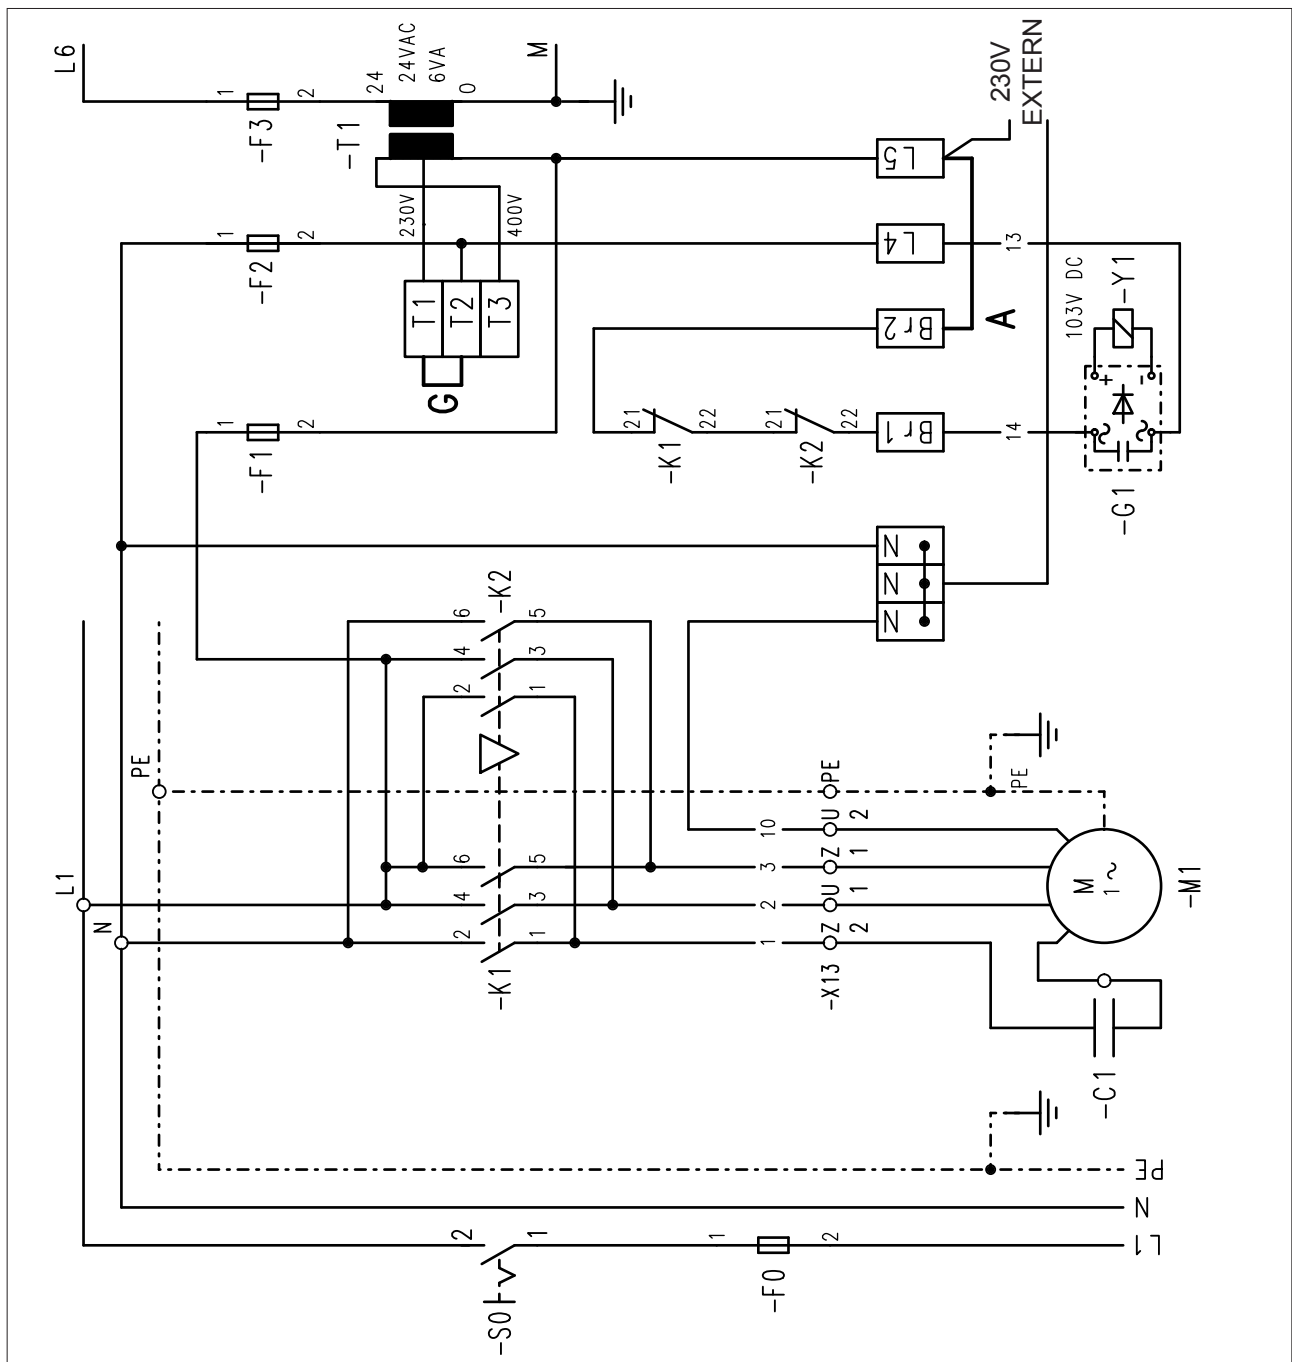 L6
1
-F3
2
24
24VAC
6VA
0
-T1
M
230V
EXTERN
1
-F2
2
230V
400V
T1
T2
T3
G
L5
L4
13
Br2
A
103V DC
-Y1
1
-F1
2
21
-K1
22
21
-K2
22
Br1
14
+
-
-G1
N
N
N
6
-K2
5
4
3
2
1
PE
PE
PE
10
U
2
6
5
3
Z
1
L1
4
3
2
U
1
M
1~
-M1
N
2
1
1
Z
2
-K1
-X13
-C1
PE
N
2
1
1
2
L1
-S0
-F0